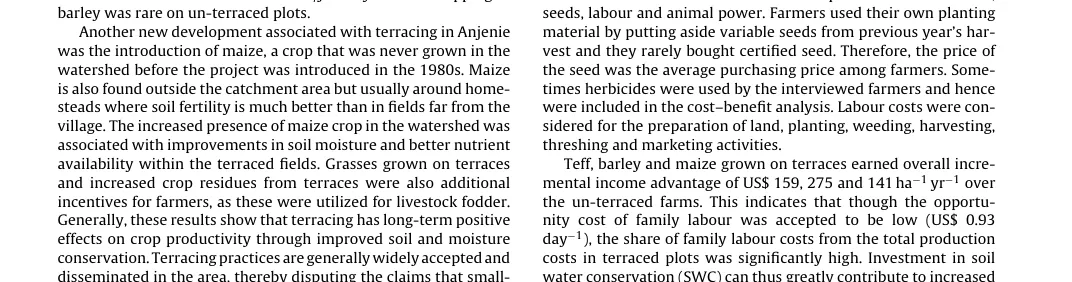 barley was rare on un-terraced plots.
Another new development associated with terracing in Anjenie
was the introduction of maize, a crop that was never grown in the
watershed before the project was introduced in the 1980s. Maize
is also found outside the catchment area but usually around home-
steads where soil fertility is much better than in fields far from the
village. The increased presence of maize crop in the watershed was
associated with improvements in soil moisture and better nutrient
availability within the terraced fields. Grasses grown on terraces
and increased crop residues from terraces were also additional
incentives for farmers, as these were utilized for livestock fodder.
Generally, these results show that terracing has long-term positive
effects on crop productivity through improved soil and moisture
conservation. Terracing practices are generally widely accepted and
disseminated in the area, thereby disputing the claims that small-
seeds, labour and animal power. Farmers used their own planting
material by putting aside variable seeds from previous year's har-
vest and they rarely bought certified seed. Therefore, the price of
the seed was the average purchasing price among farmers. Some-
times herbicides were used by the interviewed farmers and hence
were included in the cost–benefit analysis. Labour costs were con-
sidered for the preparation of land, planting, weeding, harvesting,
threshing and marketing activities.
Teff, barley and maize grown on terraces earned overall incre-
mental income advantage of US$ 159, 275 and 141 ha⁻¹ yr⁻¹ over
the un-terraced farms. This indicates that though the opportu-
nity cost of family labour was accepted to be low (US$ 0.93
day⁻¹), the share of family labour costs from the total production
costs in terraced plots was significantly high. Investment in soil
water conservation (SWC) can thus greatly contribute to increased